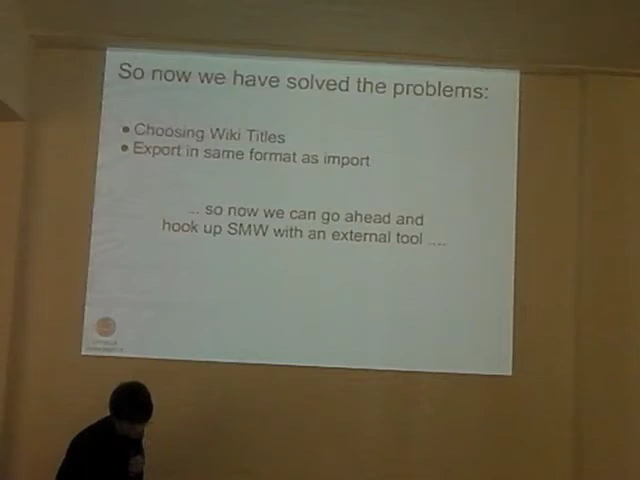 So now we have solved the problems:
• Choosing Wiki Titles
• Export in same format as import
... so now we can go ahead and
hook up SMW with an external tool ....